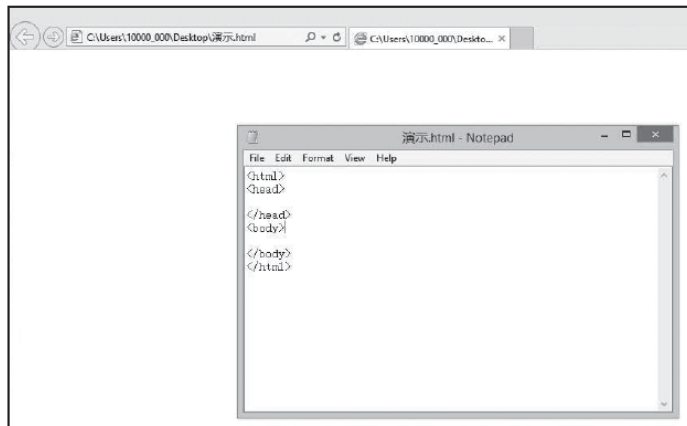 C:\Users\10000_000\Desktop\演示.html
C:\Users\10000_000\Deskto...
演示.html - Notepad
File Edit Format View Help
<html>
<head>
</head>
<body>
</body>
</html>